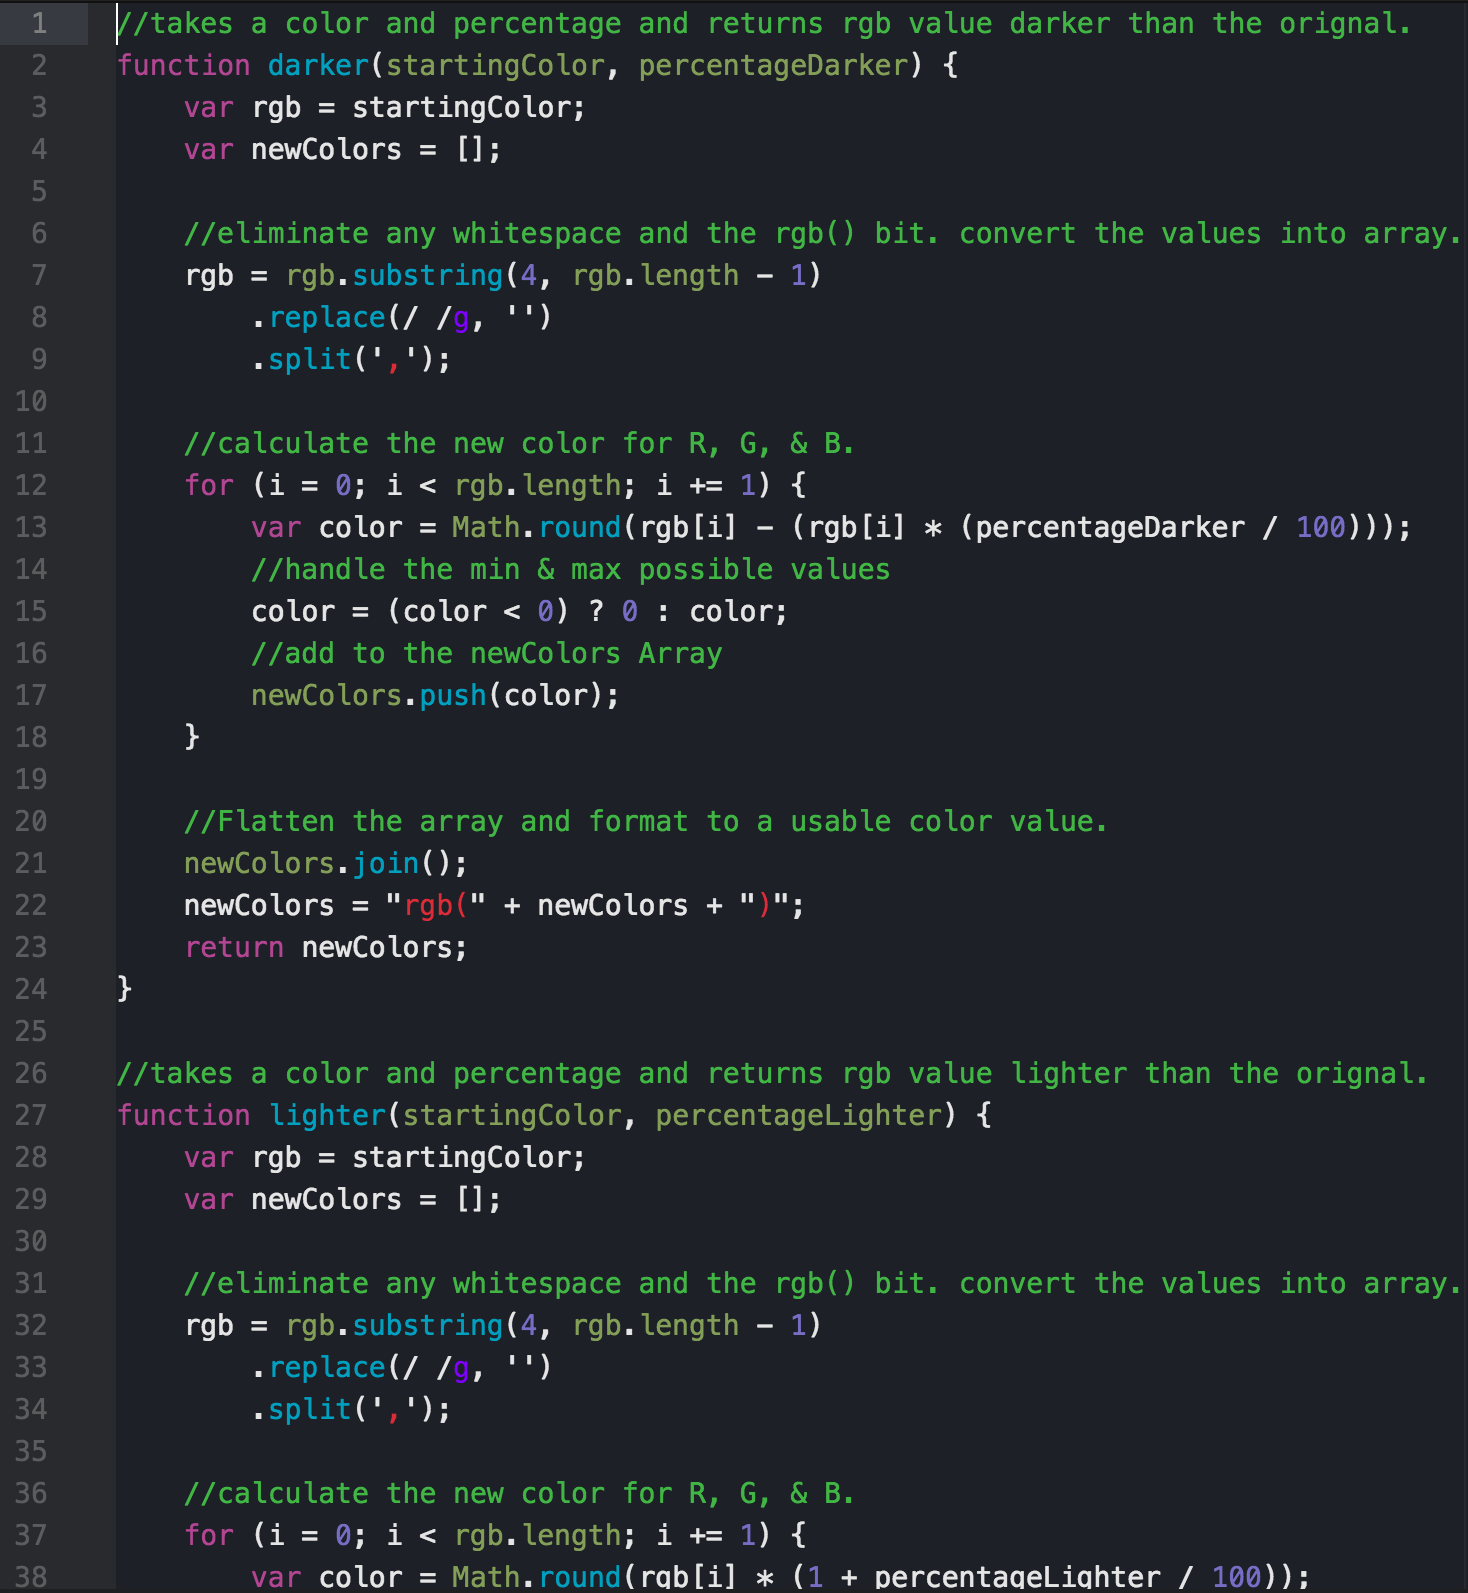 1 //takes a color and percentage and returns rgb value darker than the orignal.
2 function darker(startingColor, percentageDarker) {
3     var rgb = startingColor;
4     var newColors = [];
5
6     //eliminate any whitespace and the rgb() bit. convert the values into array.
7     rgb = rgb.substring(4, rgb.length - 1)
8         .replace(/ /g, '')
9         .split(',');
10
11     //calculate the new color for R, G, & B.
12     for (i = 0; i < rgb.length; i += 1) {
13         var color = Math.round(rgb[i] - (rgb[i] * (percentageDarker / 100)));
14         //handle the min & max possible values
15         color = (color < 0) ? 0 : color;
16         //add to the newColors Array
17         newColors.push(color);
18     }
19
20     //Flatten the array and format to a usable color value.
21     newColors.join();
22     newColors = "rgb(" + newColors + ")";
23     return newColors;
24 }
25
26 //takes a color and percentage and returns rgb value lighter than the orignal.
27 function lighter(startingColor, percentageLighter) {
28     var rgb = startingColor;
29     var newColors = [];
30
31     //eliminate any whitespace and the rgb() bit. convert the values into array.
32     rgb = rgb.substring(4, rgb.length - 1)
33         .replace(/ /g, '')
34         .split(',');
35
36     //calculate the new color for R, G, & B.
37     for (i = 0; i < rgb.length; i += 1) {
38         var color = Math.round(rgb[i] * (1 + percentageLighter / 100));